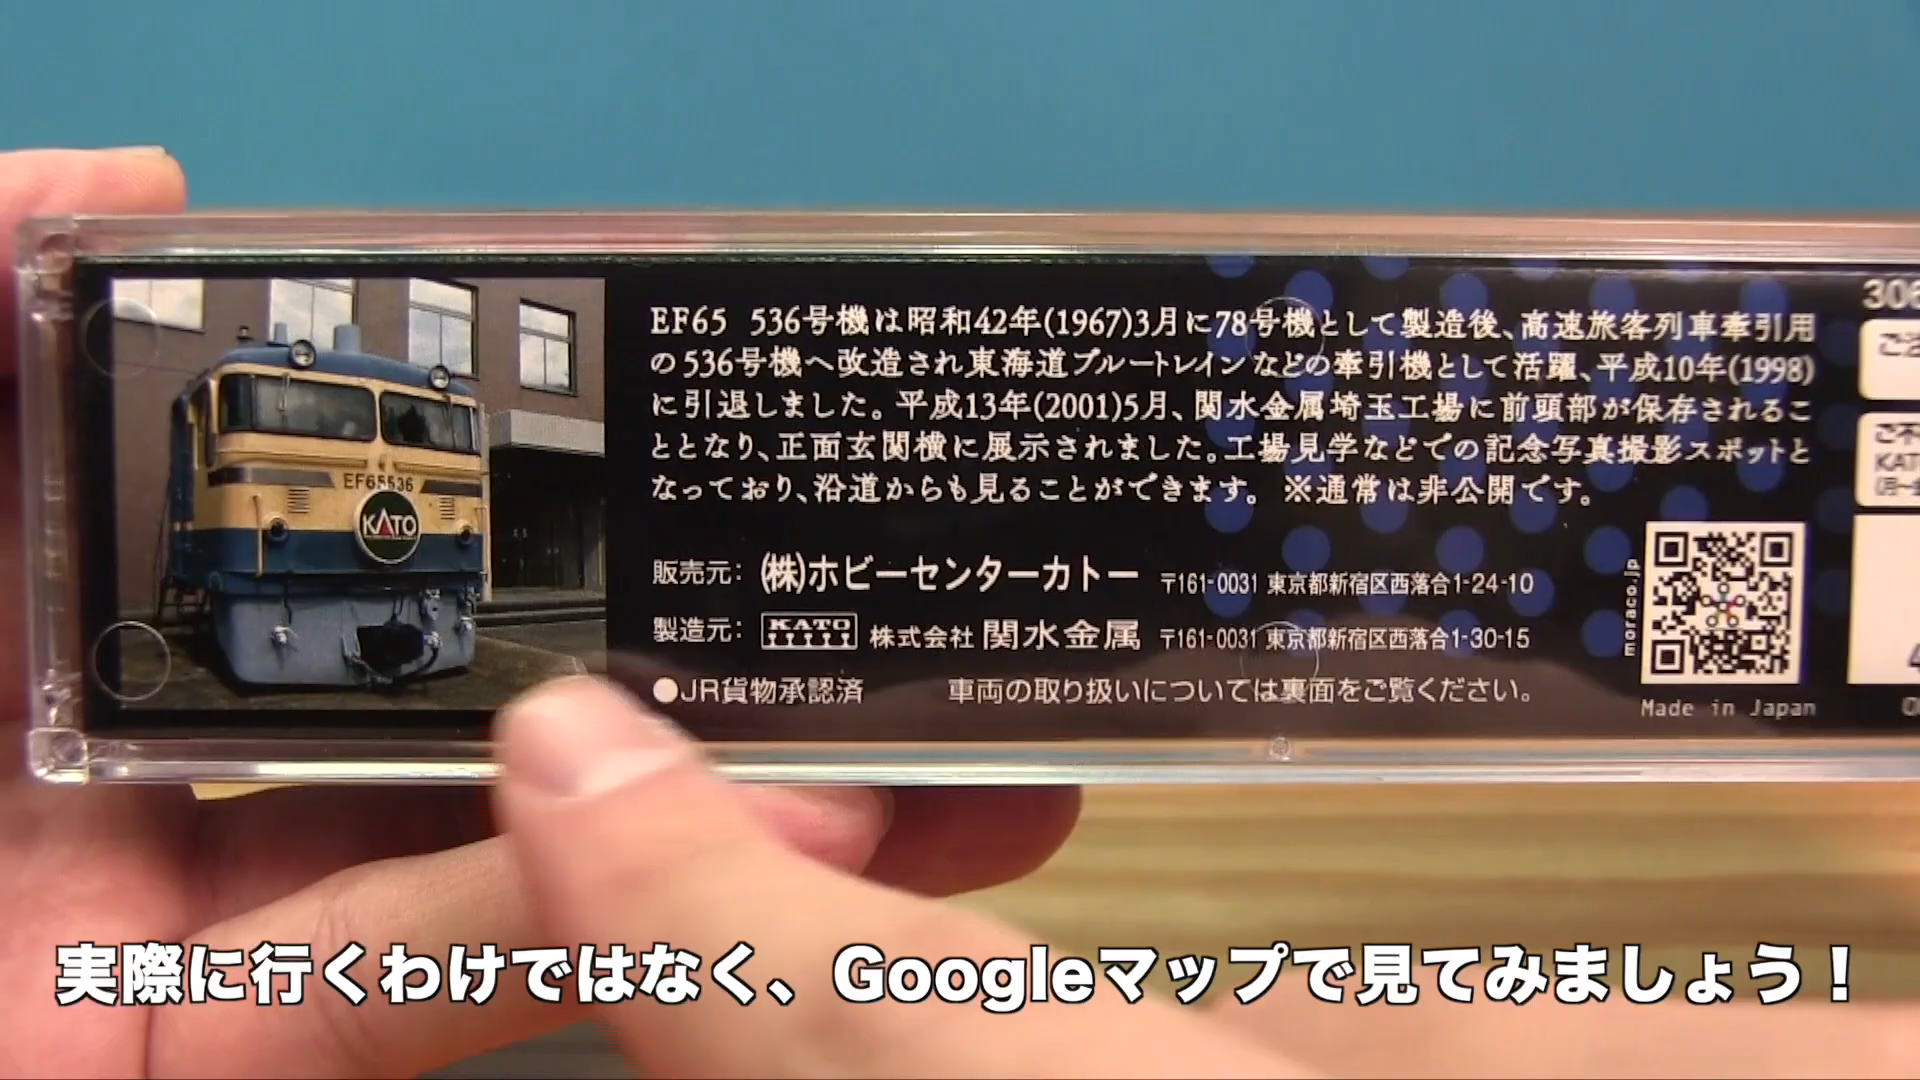 EF65536
KATO
EF65 536号機は昭和42年(1967)3月に78号機として製造後、高速旅客列車牽引用
の536号機へ改造され東海道ブルートレインなどの牽引機として活躍、平成10年(1998)
に引退しました。平成13年(2001)5月、関水金属埼玉工場に前頭部が保存されるこ
ととなり、正面玄関横に展示されました。工場見学などでの記念写真撮影スポットと
なっており、沿道からも見ることができます。 ※通常は非公開です。
販売元: (株)ホビーセンターカトー 〒161-0031 東京都新宿区西落合1-24-10
製造元: KATO 株式会社 関水金属 〒161-0031 東京都新宿区西落合1-30-15
●JR貨物承認済 車両の取り扱いについては裏面をご覧ください。
moraco.jp
Made in Japan
306
ご注
ご不
KAT
(月~金
実際に行くわけではなく、Googleマップで見てみましょう！